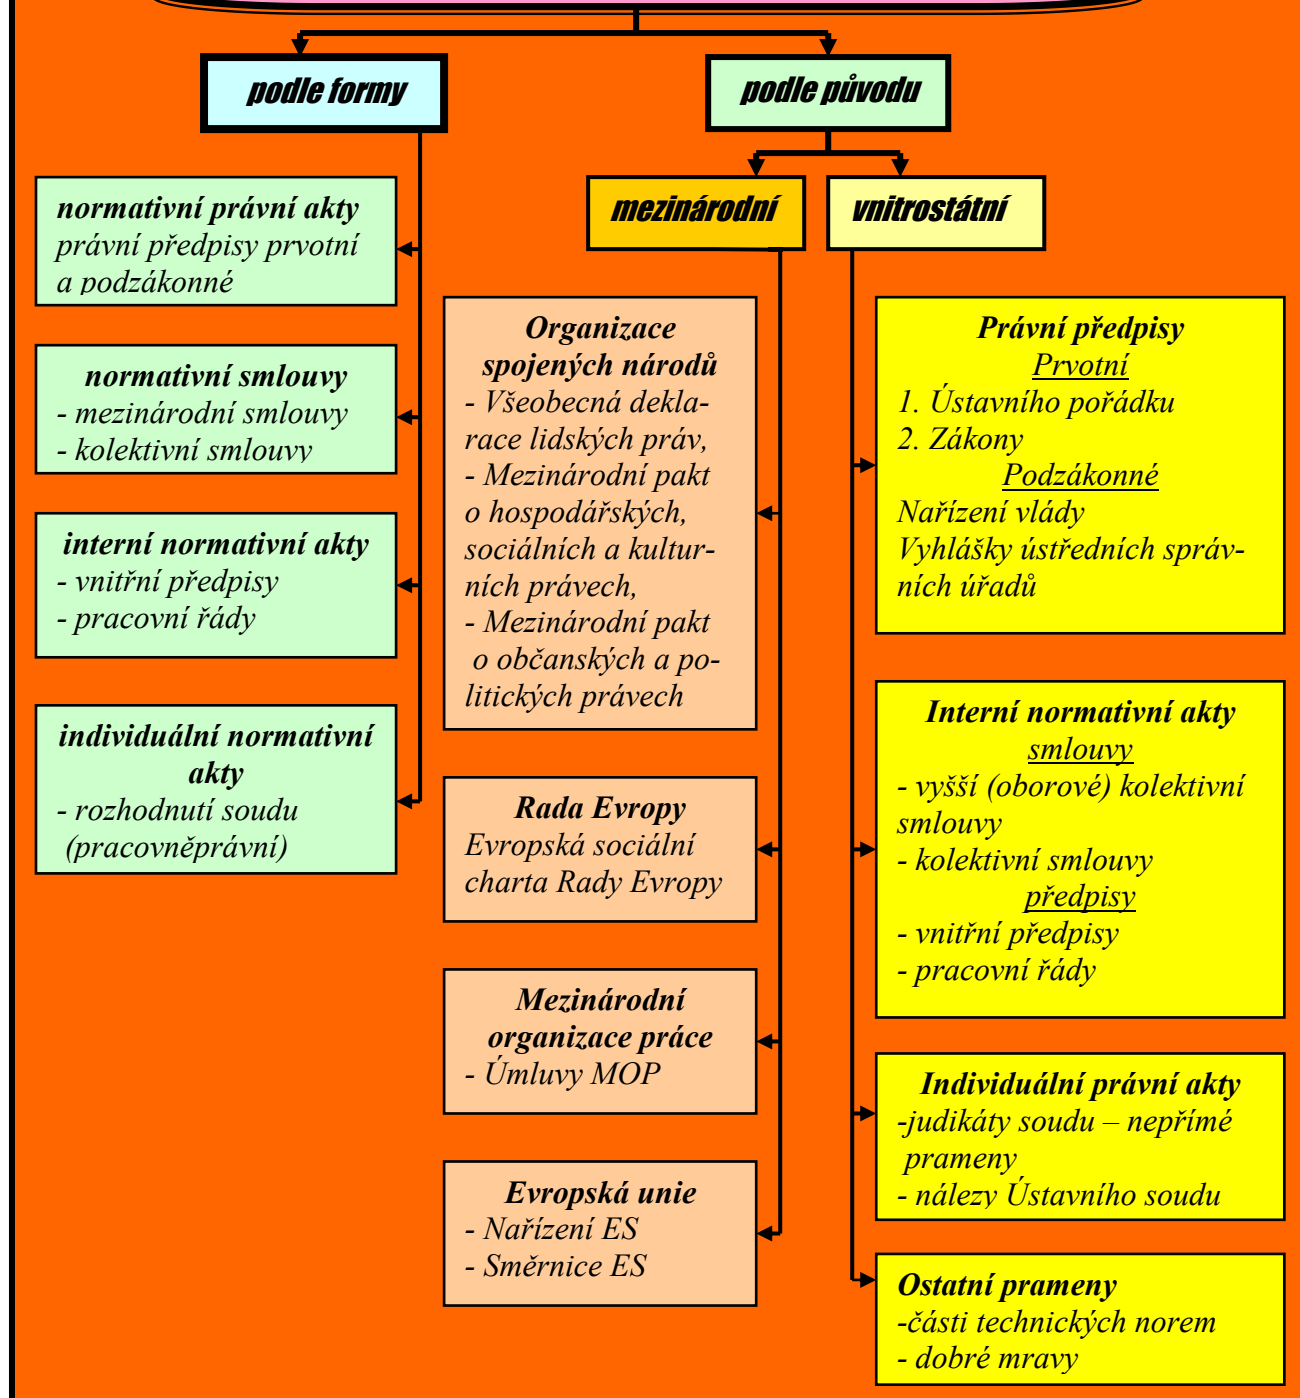 podle formy
podle původu
mezinárodní
vnitrostátní
normativní právní akty
právní předpisy prvotní
a podzákonné
normativní smlouvy
- mezinárodní smlouvy
- kolektivní smlouvy
interní normativní akty
- vnitřní předpisy
- pracovní řády
individuální normativní
akty
- rozhodnutí soudu
(pracovněprávní)
Organizace
spojených národů
- Všeobecná dekla-
race lidských práv,
- Mezinárodní pakt
o hospodářských,
sociálních a kultur-
ních právech,
- Mezinárodní pakt
o občanských a po-
litických právech
Rada Evropy
Evropská sociální
charta Rady Evropy
Mezinárodní
organizace práce
- Úmluvy MOP
Evropská unie
- Nařízení ES
- Směrnice ES
Právní předpisy
Prvotní
1. Ústavního pořádku
2. Zákony
Podzákonné
Nařízení vlády
Vyhlášky ústředních správ-
ních úřadů
Interní normativní akty
smlouvy
- vyšší (oborové) kolektivní
smlouvy
- kolektivní smlouvy
předpisy
- vnitřní předpisy
- pracovní řády
Individuální právní akty
-judikáty soudu – nepřímé
prameny
- nálezy Ústavního soudu
Ostatní prameny
-části technických norem
- dobré mravy